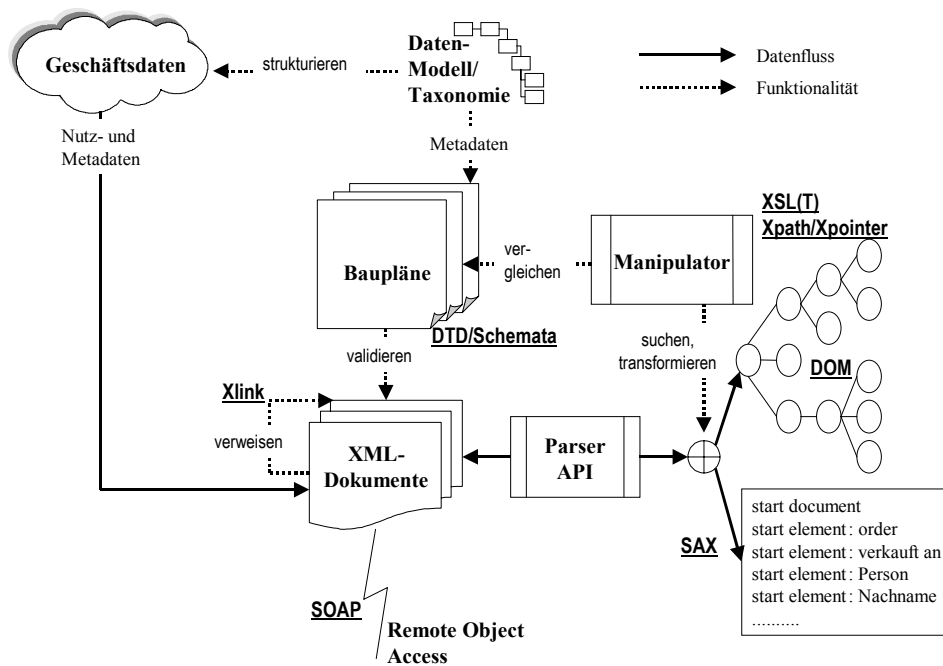 Geschäftsdaten
strukturieren
Daten-
Modell/
Taxonomie
Datenfluss
Funktionalität
Nutz- und
Metadaten
Metadaten
Baupläne
DTD/Schemata
ver-
gleichen
Manipulator
XSL(T)
Xpath/Xpointer
suchen,
transformieren
DOM
validieren
Xlink
verweisen
XML-
Dokumente
Parser
API
SAX
start document
start element: order
start element: verkauft an
start element: Person
start element: Nachname
..........
SOAP
Remote Object
Access